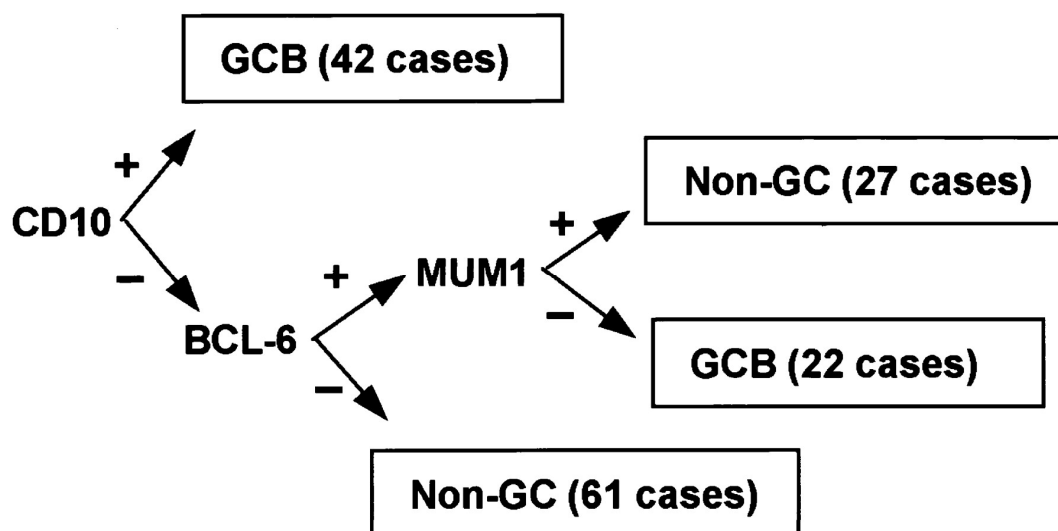 GCB (42 cases)
+
Non-GC (27 cases)
CD10
+
−
+
MUM1
BCL-6
−
GCB (22 cases)
−
Non-GC (61 cases)